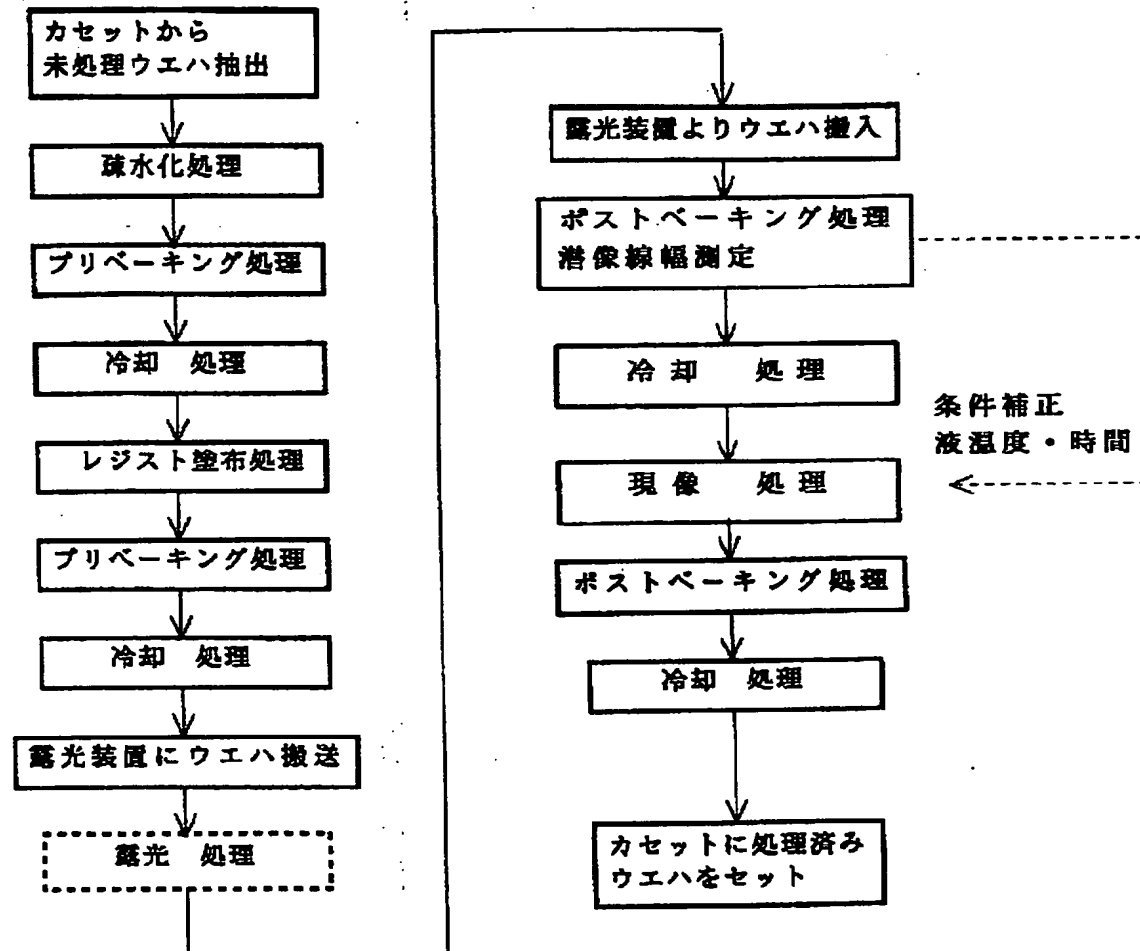 カセットから
未処理ウエハ抽出
疎水化処理
プリベーキング処理
冷却 処理
レジスト塗布処理
プリベーキング処理
冷却 処理
露光装置にウエハ搬送
露光 処理
露光装置よりウエハ搬入
ポストベーキング処理
潜像線幅測定
冷却 処理
現像 処理
ポストベーキング処理
冷却 処理
カセットに処理済み
ウエハをセット
条件補正
液温度・時間